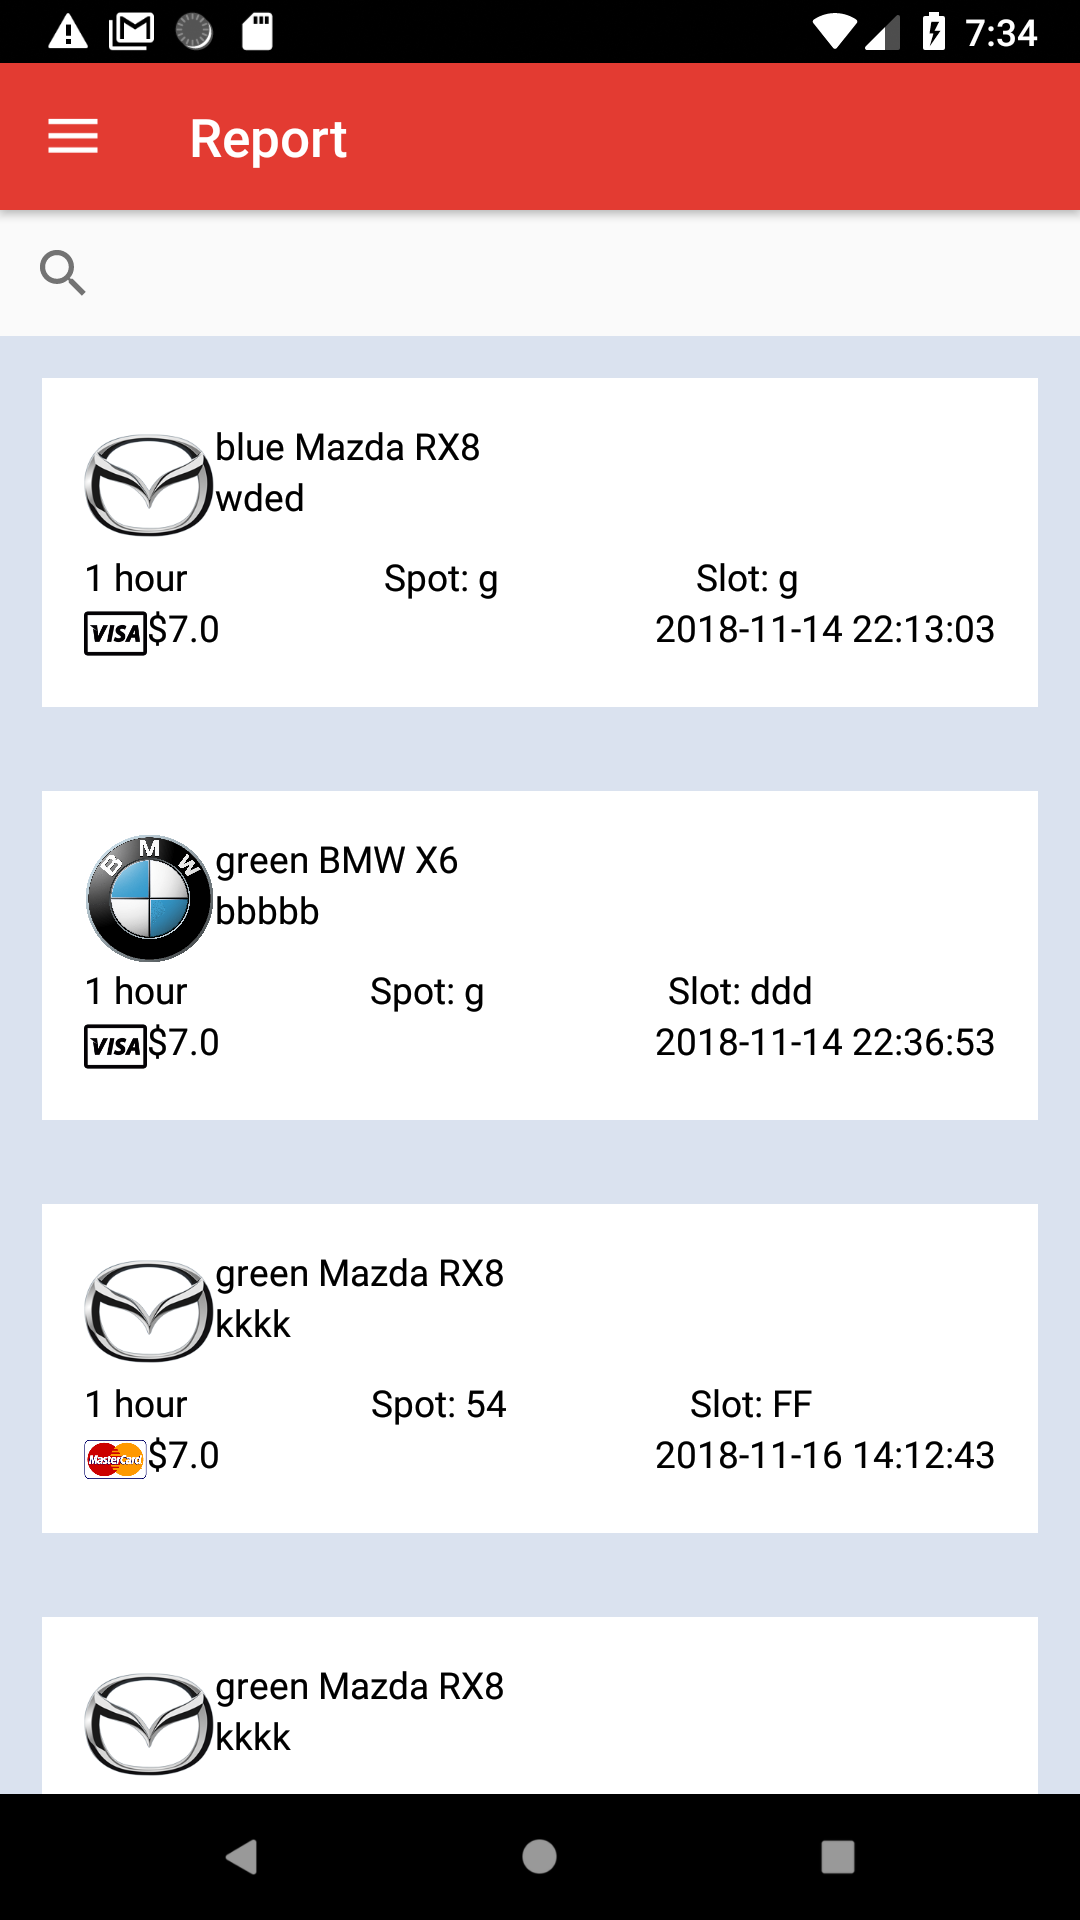 7:34
Report
blue Mazda RX8
wded
1 hour Spot: g Slot: g
VISA $7.0 2018-11-14 22:13:03
BMW
green BMW X6
bbbbb
1 hour Spot: g Slot: ddd
VISA $7.0 2018-11-14 22:36:53
green Mazda RX8
kkkk
1 hour Spot: 54 Slot: FF
MasterCard $7.0 2018-11-16 14:12:43
green Mazda RX8
kkkk